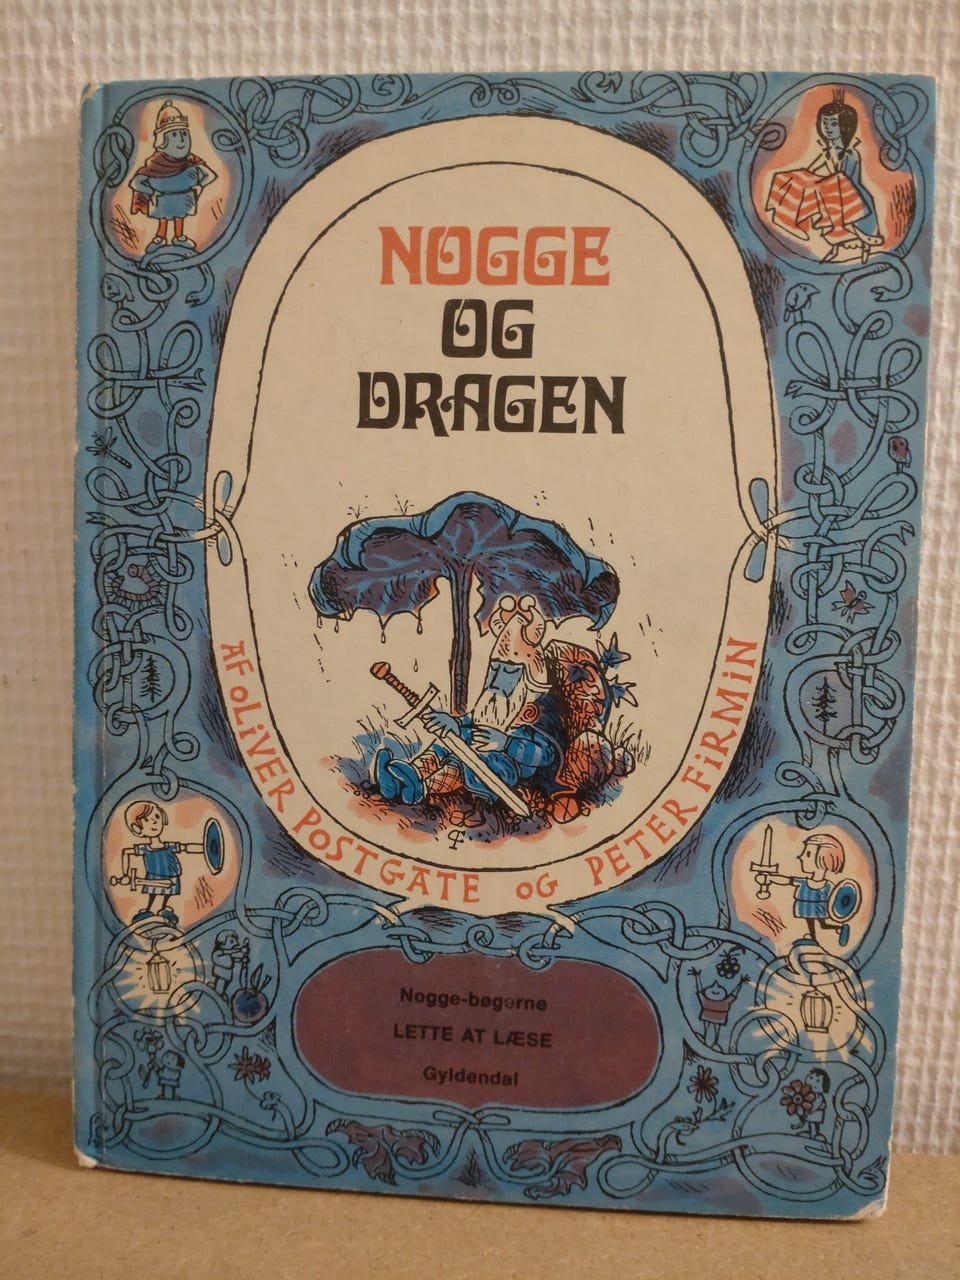 NOGGE
OG
DRAGEN
AF OLIVER POSTGATE OG PETER FIRMIN
Nogge-bøgerne
LETTE AT LÆSE
Gyldendal